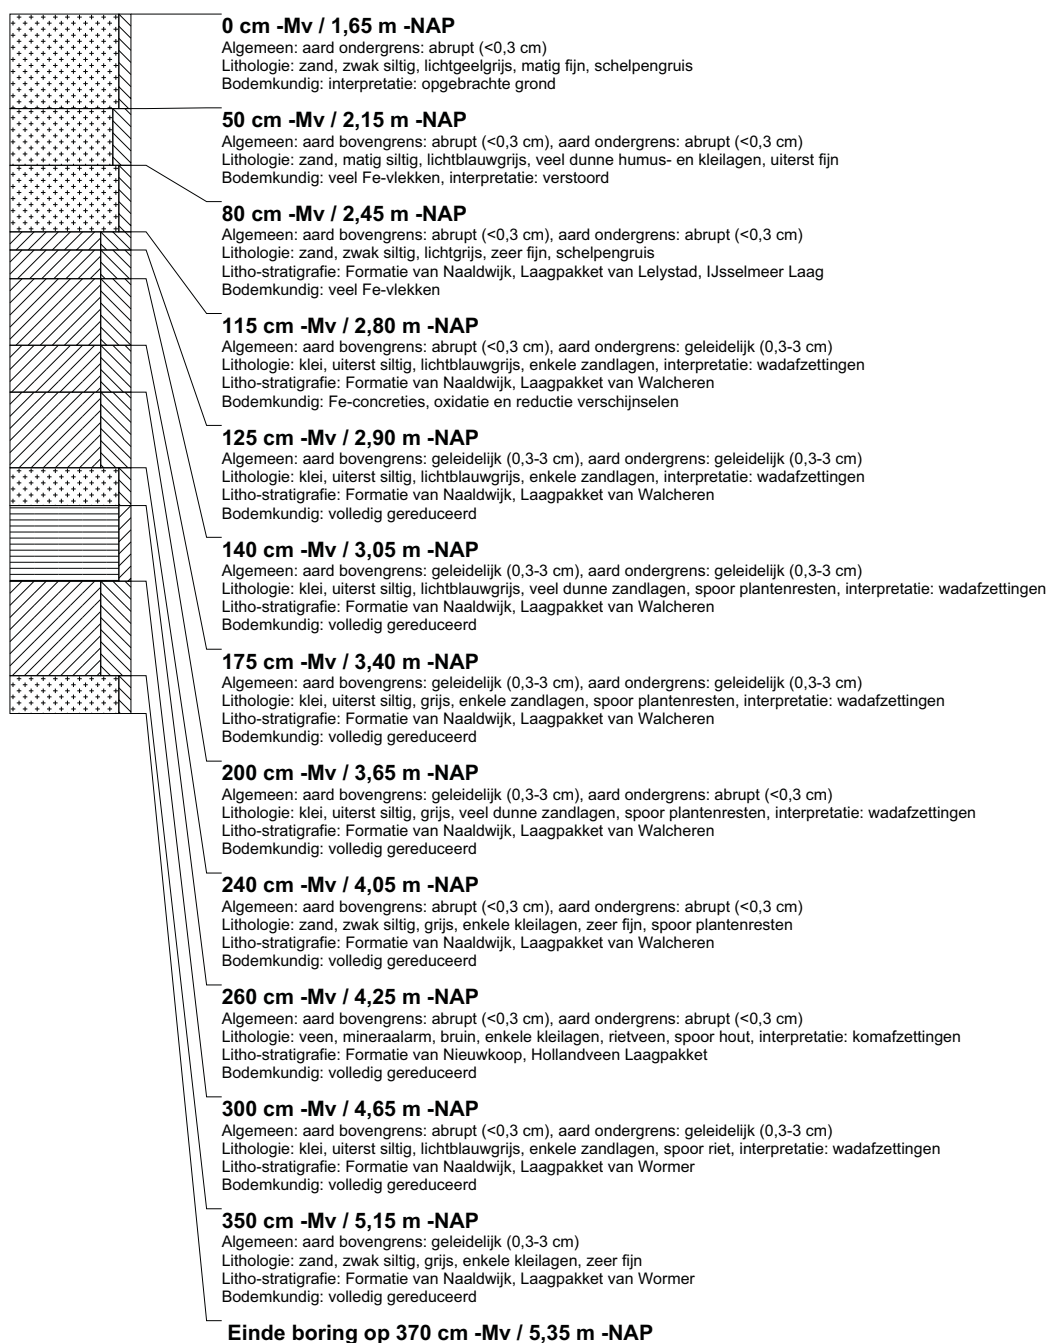 0 cm -Mv / 1,65 m -NAP
Algemeen: aard ondergrens: abrupt (<0,3 cm)
Lithologie: zand, zwak siltig, lichtgeelgrijs, matig fijn, schelpengruis
Bodemkundig: interpretatie: opgebrachte grond
50 cm -Mv / 2,15 m -NAP
Algemeen: aard bovengrens: abrupt (<0,3 cm), aard ondergrens: abrupt (<0,3 cm)
Lithologie: zand, matig siltig, lichtblauwgrijs, veel dunne humus- en kleilagen, uiterst fijn
Bodemkundig: veel Fe-vlekken, interpretatie: verstoord
80 cm -Mv / 2,45 m -NAP
Algemeen: aard bovengrens: abrupt (<0,3 cm), aard ondergrens: abrupt (<0,3 cm)
Lithologie: zand, zwak siltig, lichtgrijs, zeer fijn, schelpengruis
Litho-stratigrafie: Formatie van Naaldwijk, Laagpakket van Lelystad, IJsselmeer Laag
Bodemkundig: veel Fe-vlekken
115 cm -Mv / 2,80 m -NAP
Algemeen: aard bovengrens: abrupt (<0,3 cm), aard ondergrens: geleidelijk (0,3-3 cm)
Lithologie: klei, uiterst siltig, lichtblauwgrijs, enkele zandlagen, interpretatie: wadafzettingen
Litho-stratigrafie: Formatie van Naaldwijk, Laagpakket van Walcheren
Bodemkundig: Fe-concreties, oxidatie en reductie verschijnselen
125 cm -Mv / 2,90 m -NAP
Algemeen: aard bovengrens: geleidelijk (0,3-3 cm), aard ondergrens: geleidelijk (0,3-3 cm)
Lithologie: klei, uiterst siltig, lichtblauwgrijs, enkele zandlagen, interpretatie: wadafzettingen
Litho-stratigrafie: Formatie van Naaldwijk, Laagpakket van Walcheren
Bodemkundig: volledig gereduceerd
140 cm -Mv / 3,05 m -NAP
Algemeen: aard bovengrens: geleidelijk (0,3-3 cm), aard ondergrens: geleidelijk (0,3-3 cm)
Lithologie: klei, uiterst siltig, lichtblauwgrijs, veel dunne zandlagen, spoor plantenresten, interpretatie: wadafzettingen
Litho-stratigrafie: Formatie van Naaldwijk, Laagpakket van Walcheren
Bodemkundig: volledig gereduceerd
175 cm -Mv / 3,40 m -NAP
Algemeen: aard bovengrens: geleidelijk (0,3-3 cm), aard ondergrens: geleidelijk (0,3-3 cm)
Lithologie: klei, uiterst siltig, grijs, enkele zandlagen, spoor plantenresten, interpretatie: wadafzettingen
Litho-stratigrafie: Formatie van Naaldwijk, Laagpakket van Walcheren
Bodemkundig: volledig gereduceerd
200 cm -Mv / 3,65 m -NAP
Algemeen: aard bovengrens: geleidelijk (0,3-3 cm), aard ondergrens: abrupt (<0,3 cm)
Lithologie: klei, uiterst siltig, grijs, veel dunne zandlagen, spoor plantenresten, interpretatie: wadafzettingen
Litho-stratigrafie: Formatie van Naaldwijk, Laagpakket van Walcheren
Bodemkundig: volledig gereduceerd
240 cm -Mv / 4,05 m -NAP
Algemeen: aard bovengrens: abrupt (<0,3 cm), aard ondergrens: abrupt (<0,3 cm)
Lithologie: zand, zwak siltig, grijs, enkele kleilagen, zeer fijn, spoor plantenresten
Litho-stratigrafie: Formatie van Naaldwijk, Laagpakket van Walcheren
Bodemkundig: volledig gereduceerd
260 cm -Mv / 4,25 m -NAP
Algemeen: aard bovengrens: abrupt (<0,3 cm), aard ondergrens: abrupt (<0,3 cm)
Lithologie: veen, mineraalarm, bruin, enkele kleilagen, rietveen, spoor hout, interpretatie: komafzettingen
Litho-stratigrafie: Formatie van Nieuwkoop, Hollandveen Laagpakket
Bodemkundig: volledig gereduceerd
300 cm -Mv / 4,65 m -NAP
Algemeen: aard bovengrens: abrupt (<0,3 cm), aard ondergrens: geleidelijk (0,3-3 cm)
Lithologie: klei, uiterst siltig, lichtblauwgrijs, enkele zandlagen, spoor riet, interpretatie: wadafzettingen
Litho-stratigrafie: Formatie van Naaldwijk, Laagpakket van Wormer
Bodemkundig: volledig gereduceerd
350 cm -Mv / 5,15 m -NAP
Algemeen: aard bovengrens: geleidelijk (0,3-3 cm)
Lithologie: zand, zwak siltig, grijs, enkele kleilagen, zeer fijn
Litho-stratigrafie: Formatie van Naaldwijk, Laagpakket van Wormer
Bodemkundig: volledig gereduceerd
Einde boring op 370 cm -Mv / 5,35 m -NAP